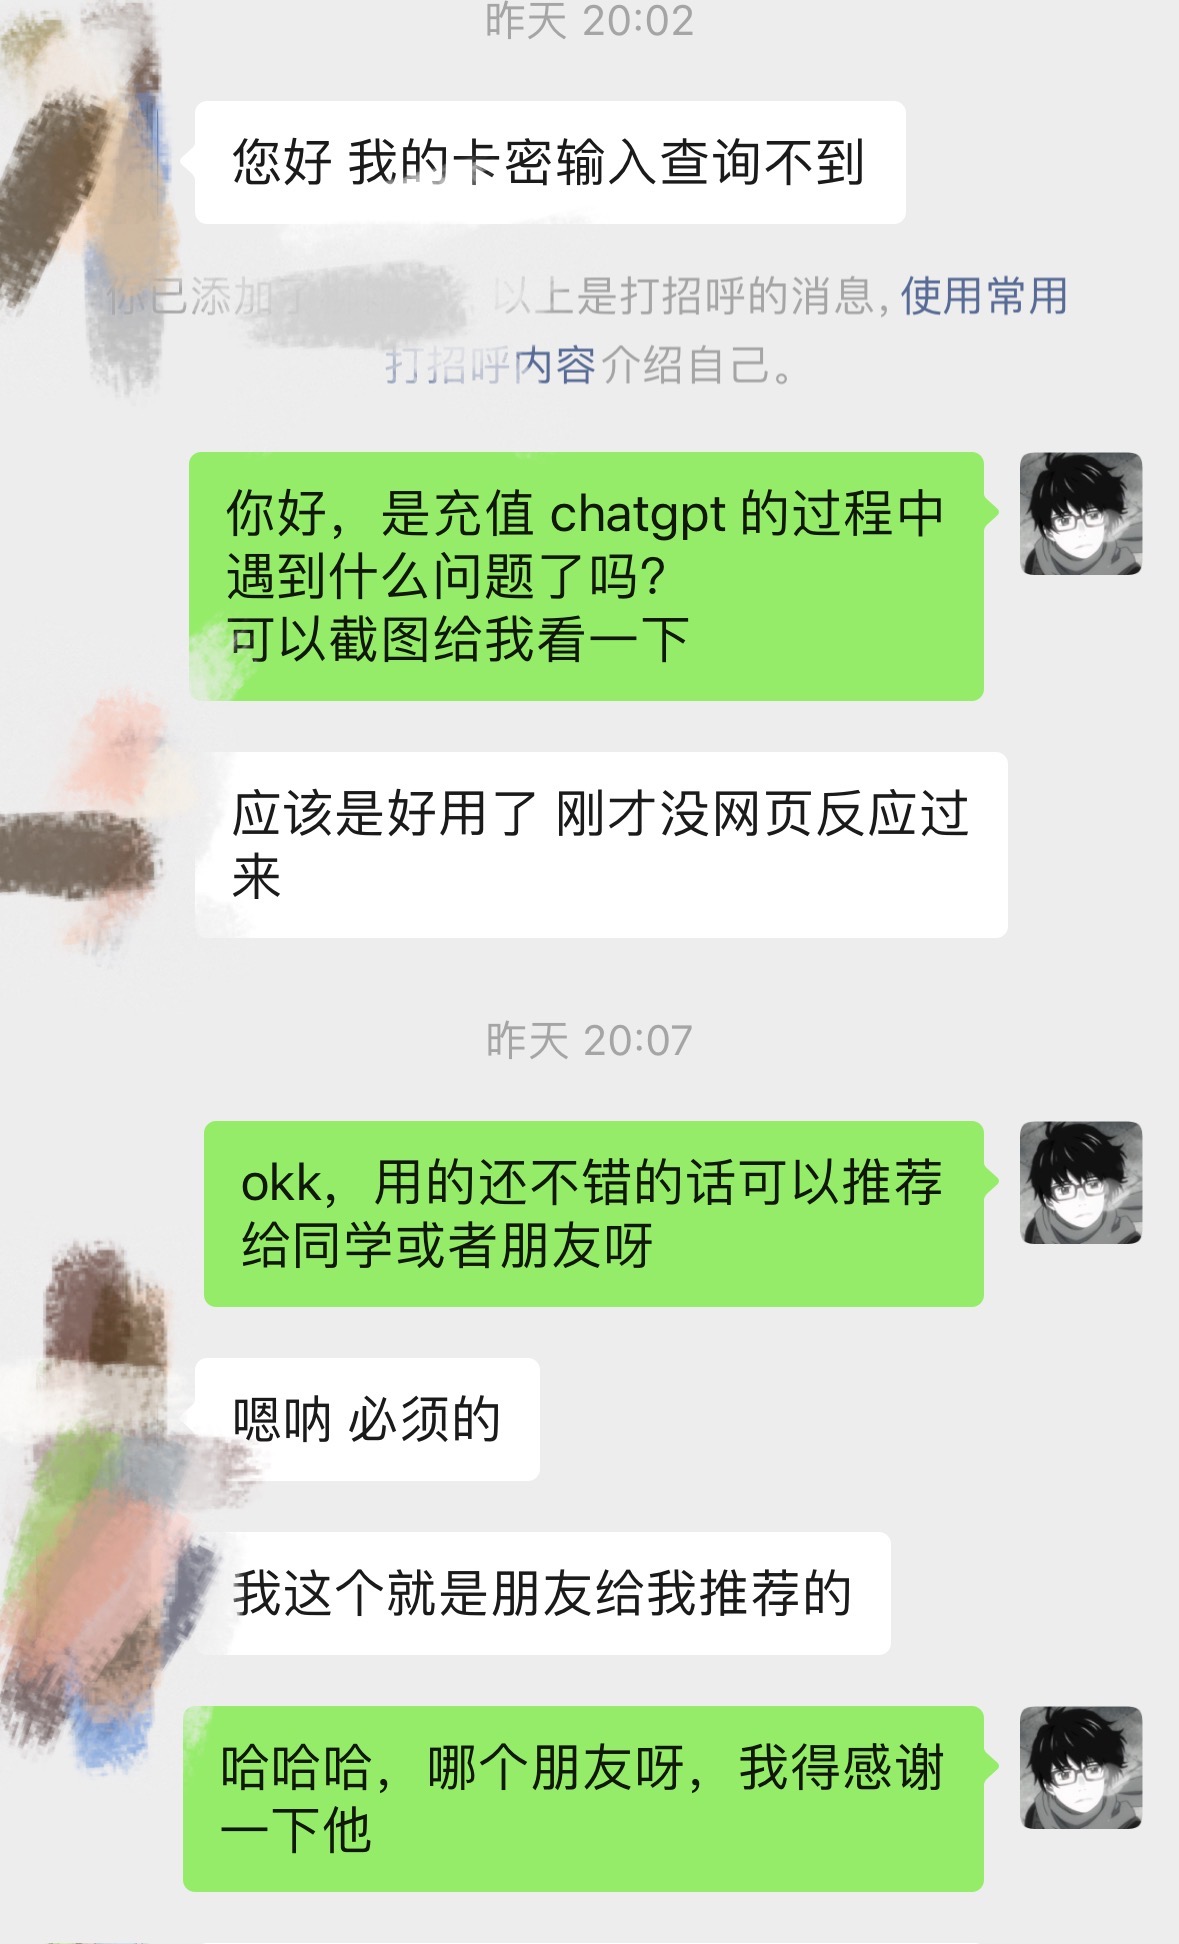 昨天 20:02
您好 我的卡密输入查询不到
你已添加了 以上是打招呼的消息,使用常用
打招呼内容介绍自己。
你好，是充值 chatgpt 的过程中
遇到什么问题了吗?
可以截图给我看一下
应该是好用了 刚才没网页反应过
来
昨天 20:07
okk，用的还不错的话可以推荐
给同学或者朋友呀
嗯呐 必须的
我这个就是朋友给我推荐的
哈哈哈，哪个朋友呀，我得感谢
一下他